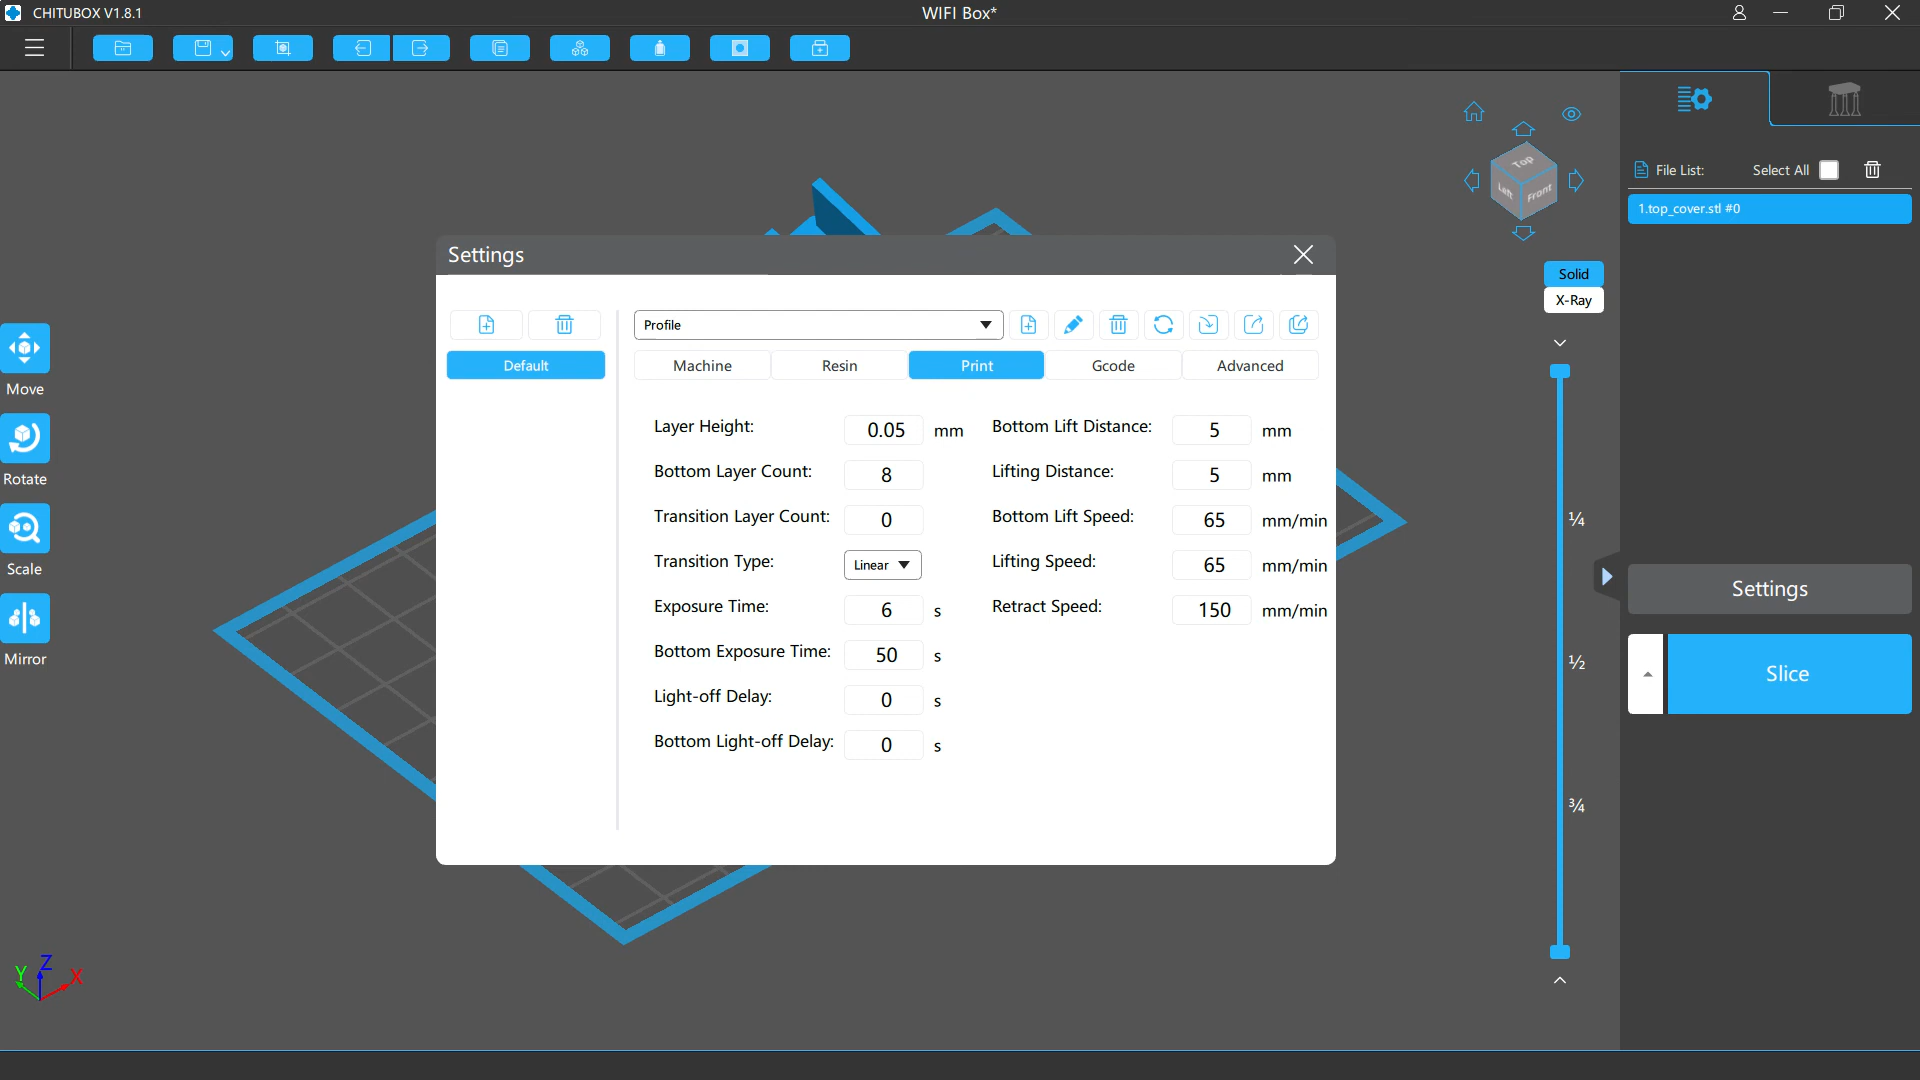 CHITUBOX V1.8.1
WIFI Box*
File List:
Select All
1.top_cover.stl #0
Top
Left
Front
Solid
X-Ray
Settings
Default
Profile
Machine
Resin
Print
Gcode
Advanced
Layer Height: 0.05 mm
Bottom Lift Distance: 5 mm
Bottom Layer Count: 8
Lifting Distance: 5 mm
Transition Layer Count: 0
Bottom Lift Speed: 65 mm/min
Transition Type: Linear
Lifting Speed: 65 mm/min
Exposure Time: 6 s
Retract Speed: 150 mm/min
Bottom Exposure Time: 50 s
Light-off Delay: 0 s
Bottom Light-off Delay: 0 s
Move
Rotate
Scale
Mirror
¼
½
¾
Settings
Slice
Y
Z
X